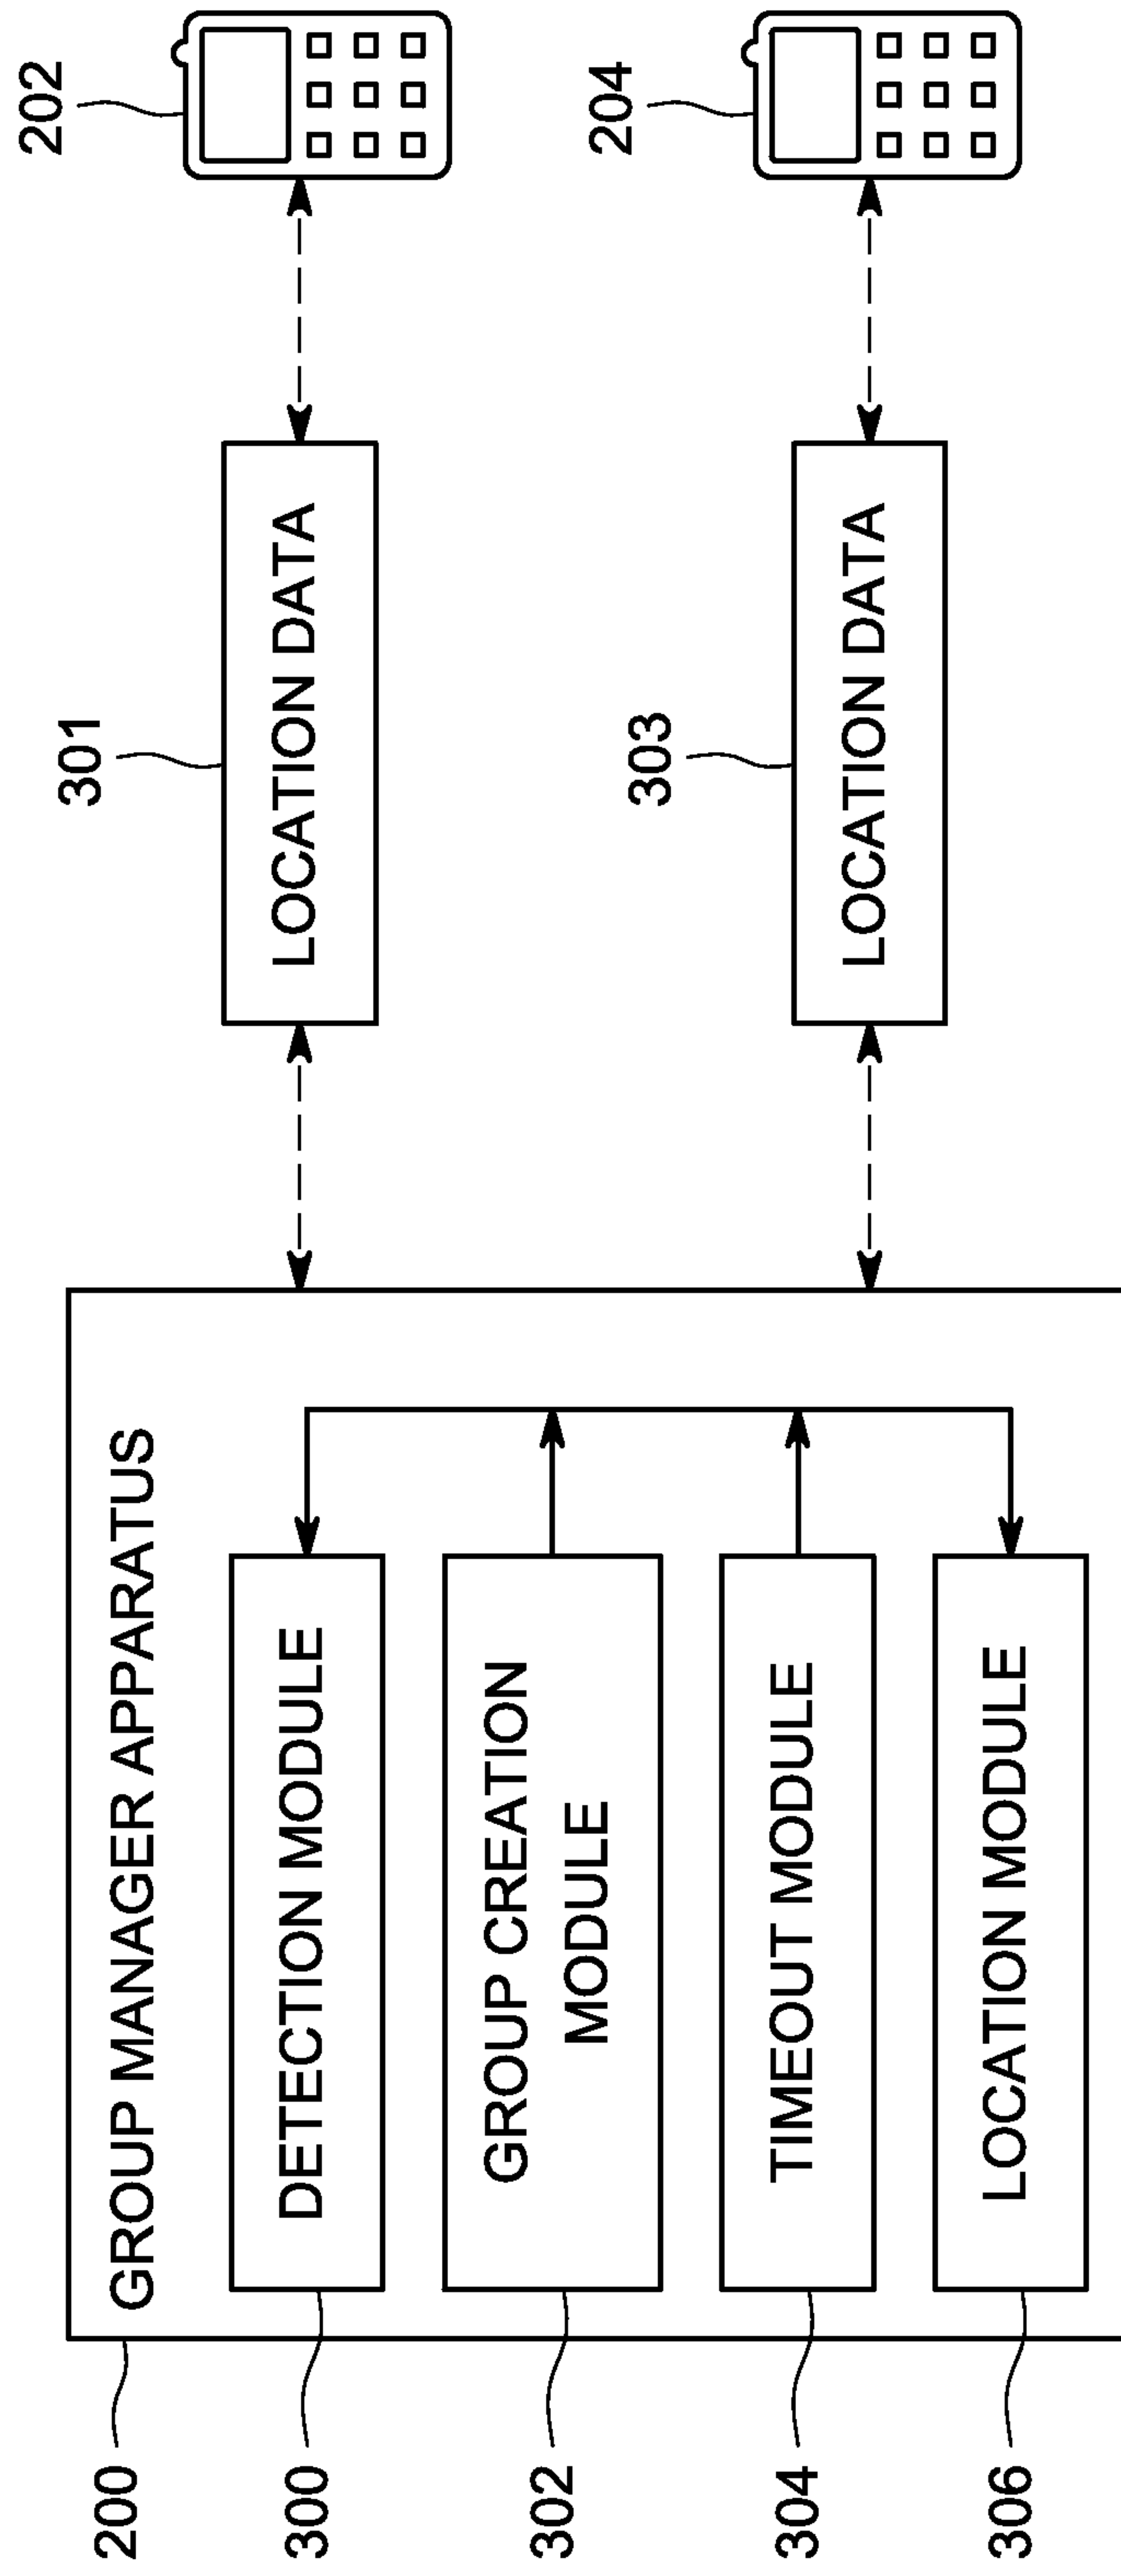 200
GROUP MANAGER APPARATUS
300
DETECTION MODULE
302
GROUP CREATION
MODULE
304
TIMEOUT MODULE
306
LOCATION MODULE
301
LOCATION DATA
202
303
LOCATION DATA
204